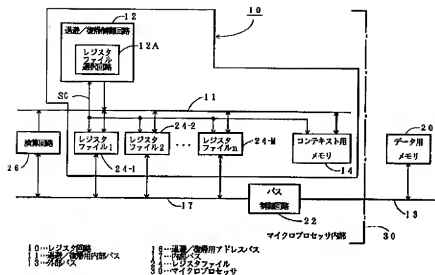 10
12
退避／復帰制御回路
12A
レジスタ
ファイル
選択回路
SC
11
24-2
20
演算回路
レジスタ
ファイル1
レジスタ
ファイル2
・・・
レジスタ
ファイルn
24-M
コンテキスト用
メモリ
データ用
メモリ
26
24-1
14
バス
制御回路
17
22
13
マイクロプロセッサ内部
30
10…レジスタ回路
11…退避／復帰用内部バス
13…外部バス
16…退避／復帰用アドレスバス
17…内部バス
24…レジスタファイル
30…マイクロプロセッサ